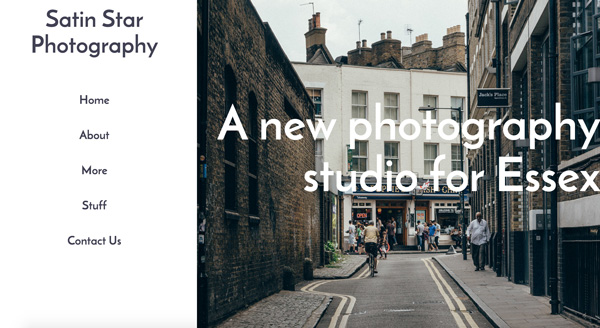 Satin Star
Photography
Home
About
More
Stuff
Contact Us
A new photography
studio for Essex
Jack's Place
OPEN